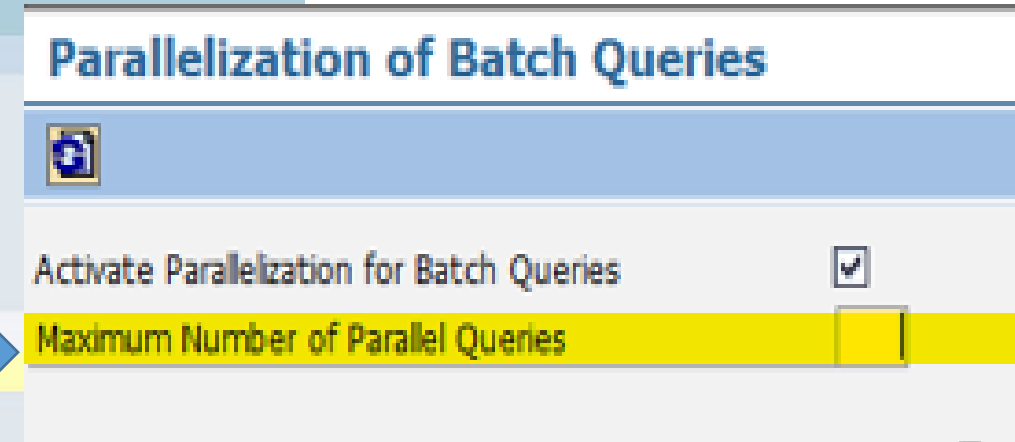 Parallelization of Batch Queries
Activate Parallelization for Batch Queries
Maximum Number of Parallel Queries